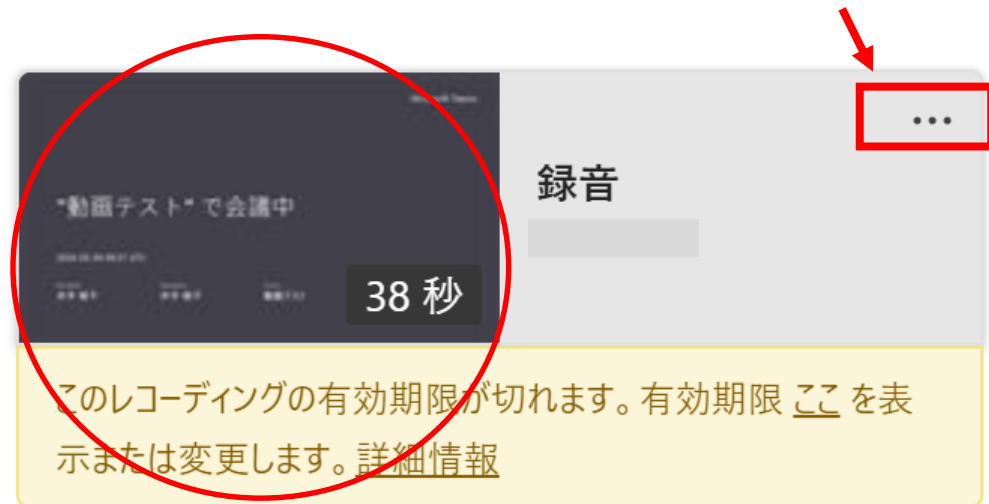 "動画テスト" で会議中
38 秒
録音
このレコーディングの有効期限が切れます。有効期限 ここ を表
示または変更します。詳細情報